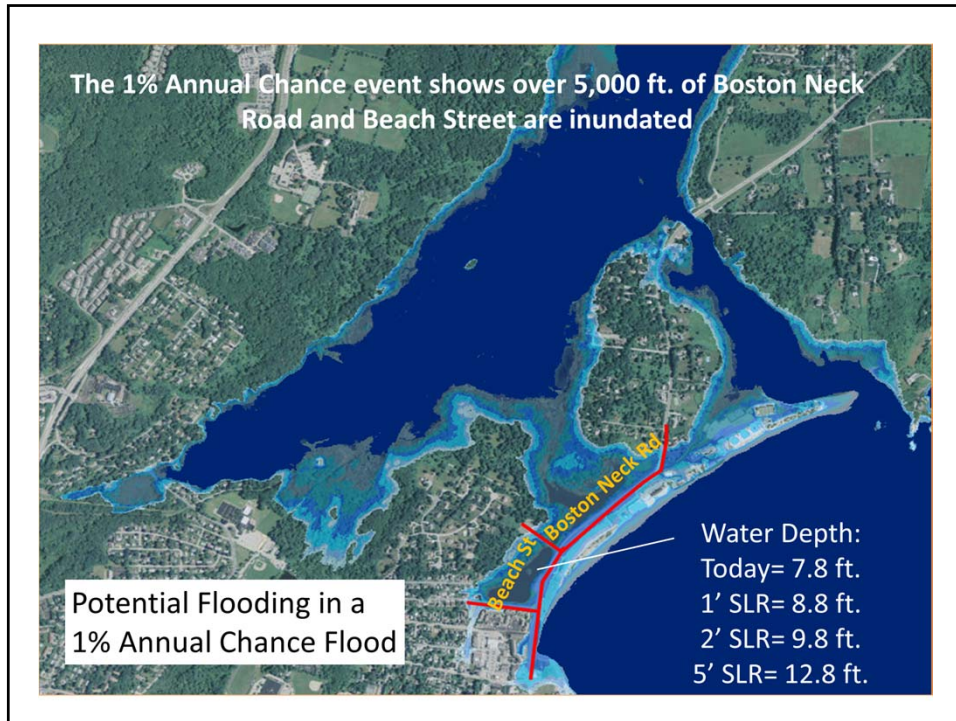 The 1% Annual Chance event shows over 5,000 ft. of Boston Neck
Road and Beach Street are inundated
Boston Neck Rd
Beach St
Water Depth:
Today= 7.8 ft.
1’ SLR= 8.8 ft.
2’ SLR= 9.8 ft.
5’ SLR= 12.8 ft.
Potential Flooding in a
1% Annual Chance Flood